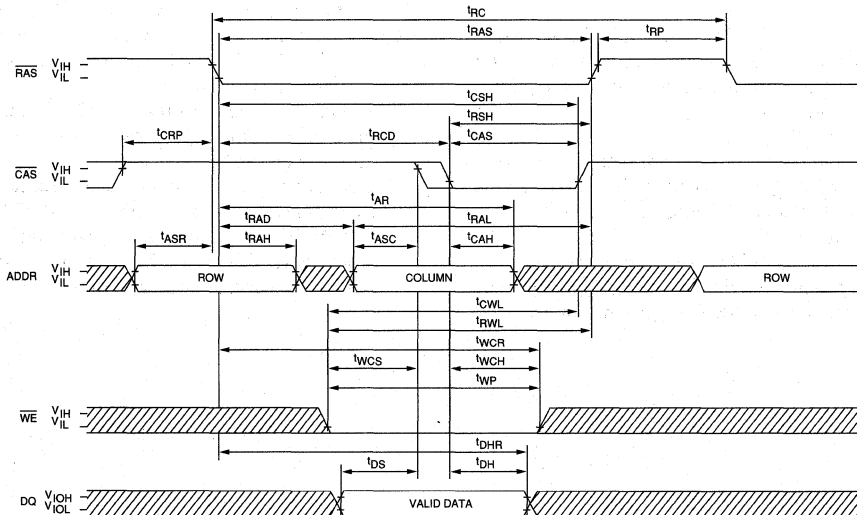 tRC
tRAS
tRP
RAS VIH
VIL
tCSH
tRSH
tCRP
tRCD
tCAS
CAS VIH
VIL
tAR
tRAD
tRAL
tASR
tRAH
tASC
tCAH
ADDR VIH
VIL
ROW
COLUMN
ROW
tCWL
tRWL
tWCR
tWCS
tWCH
tWP
WE VIH
VIL
tDHR
tDS
tDH
DQ VIOH
VIOL
VALID DATA